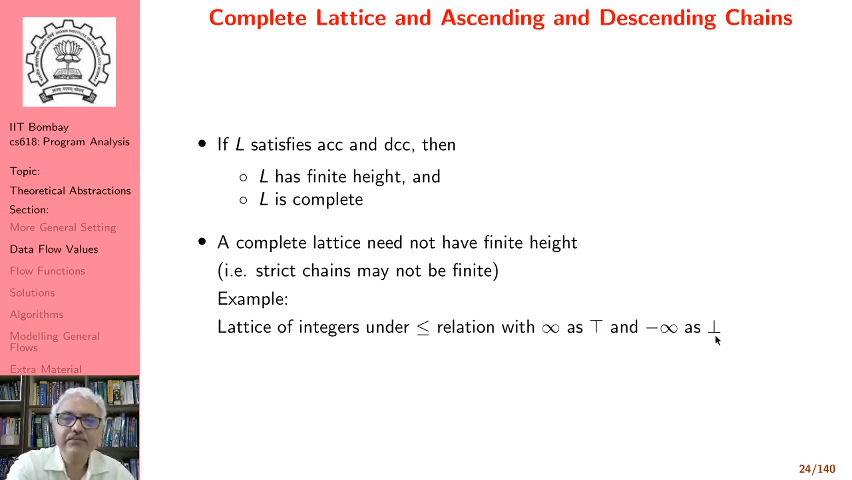 Complete Lattice and Ascending and Descending Chains
IIT Bombay
cs618: Program Analysis
Topic:
Theoretical Abstractions
Section:
More General Setting
Data Flow Values
Flow Functions
Solutions
Algorithms
Modelling General
Flows
Extra Material
• If L satisfies acc and dcc, then
◦ L has finite height, and
◦ L is complete
• A complete lattice need not have finite height
(i.e. strict chains may not be finite)
Example:
Lattice of integers under ≤ relation with ∞ as ⊤ and −∞ as ⊥
24/140